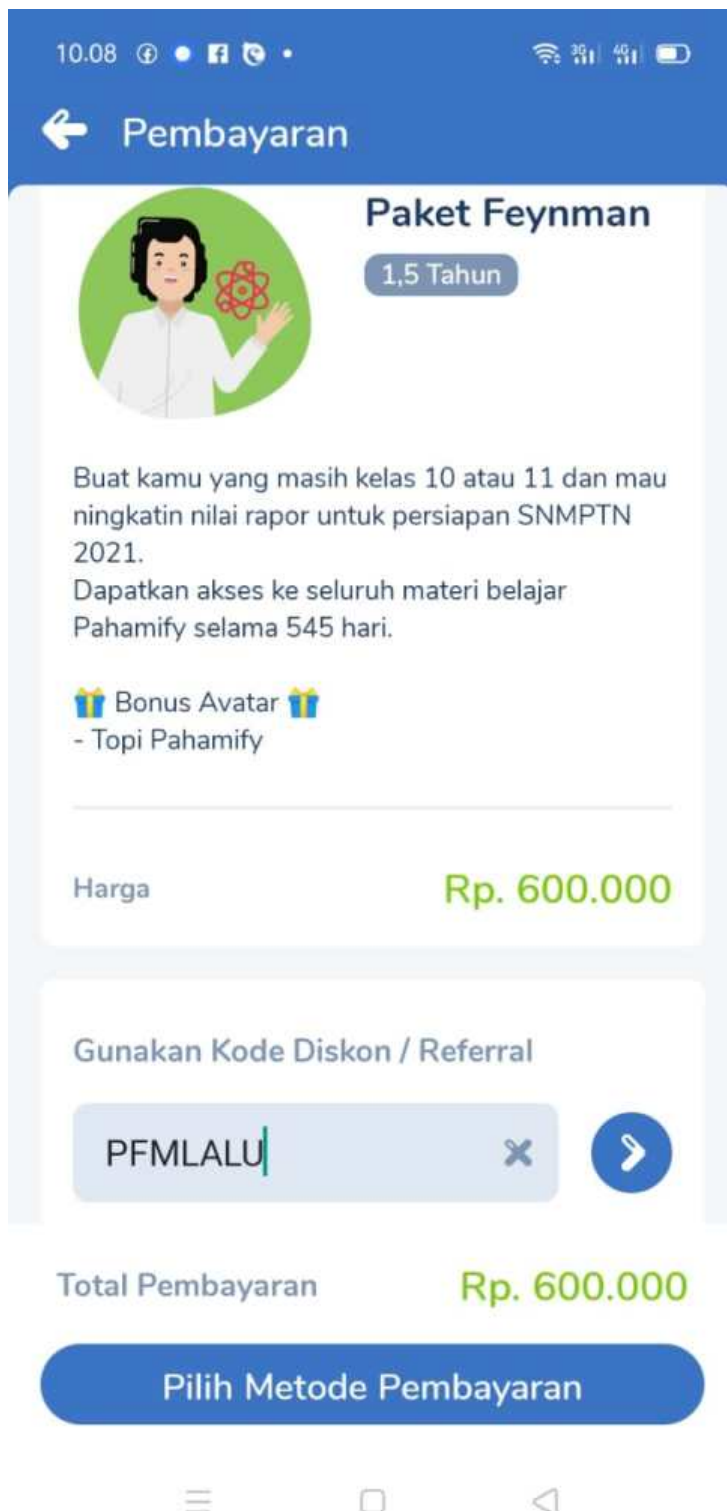 10.08
3G 4G
Pembayaran
Paket Feynman
1,5 Tahun
Buat kamu yang masih kelas 10 atau 11 dan mau
ningkatin nilai rapor untuk persiapan SNMPTN
2021.
Dapatkan akses ke seluruh materi belajar
Pahamify selama 545 hari.
🎁 Bonus Avatar 🎁
- Topi Pahamify
Harga Rp. 600.000
Gunakan Kode Diskon / Referral
PFMLALU
Total Pembayaran Rp. 600.000
Pilih Metode Pembayaran